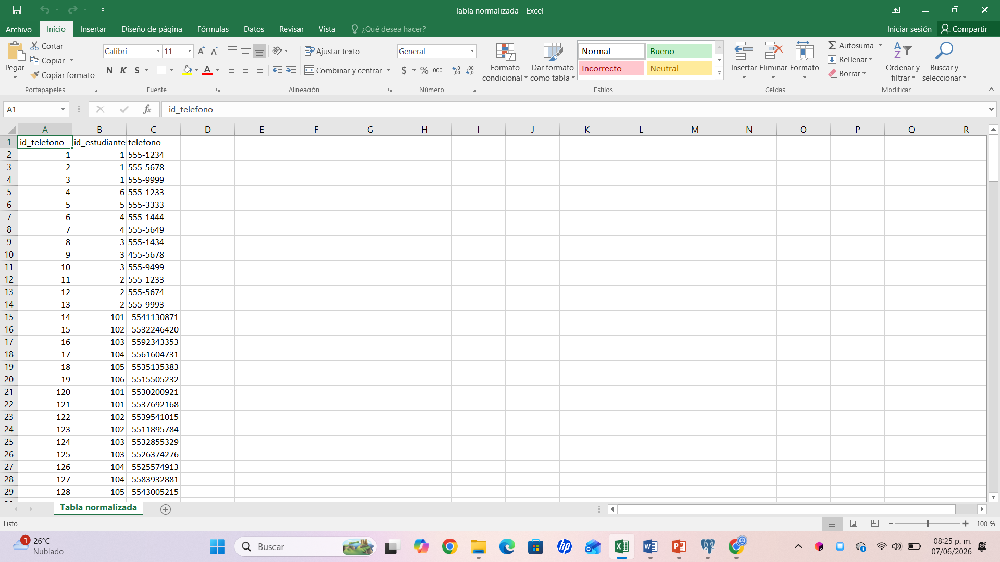 Tabla normalizada - Excel
Archivo Inicio Insertar Diseño de página Fórmulas Datos Revisar Vista ¿Qué desea hacer? Iniciar sesión Compartir
Pegar
Cortar
Copiar
Copiar formato
Portapapeles
Calibri 11
N K S
Fuente
Ajustar texto
Combinar y centrar
Alineación
General
$ % 000
Número
Formato condicional
Dar formato como tabla
Normal Bueno
Incorrecto Neutral
Estilos
Insertar Eliminar Formato
Celdas
Autosuma
Rellenar
Borrar
Ordenar y filtrar
Buscar y seleccionar
Modificar
A1 fx id_telefono
A B C D E F G H I J K L M N O P Q R
1 id_telefono id_estudiante telefono
2 1 1 555-1234
3 2 1 555-5678
4 3 1 555-9999
5 4 6 555-1233
6 5 5 555-3333
7 6 4 555-1444
8 7 4 555-5649
9 8 3 555-1434
10 9 3 455-5678
11 10 3 555-9499
12 11 2 555-1233
13 12 2 555-5674
14 13 2 555-9993
15 14 101 5541130871
16 15 102 5532246420
17 16 103 5592343353
18 17 104 5561604731
19 18 105 5535135383
20 19 106 5515505232
21 120 101 5530200921
22 121 101 5537692168
23 122 102 5539541015
24 123 102 5511895784
25 124 103 5532855329
26 125 103 5526374276
27 126 104 5525574913
28 127 104 5583932881
29 128 105 5543005215
Tabla normalizada
Listo
100 %
1
26°C
Nublado
Buscar
08:25 p. m.
07/06/2026